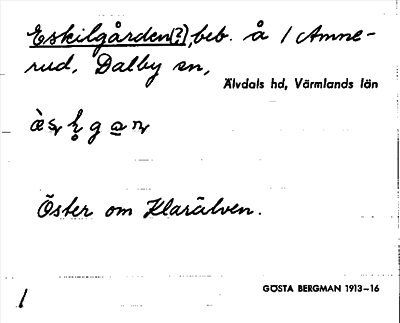 Eskilgården[?], beb. å 1 Amne-
rud, Dalby sn,
Älvdals hd, Värmlands län
Öster om Klarälven.
GÖSTA BERGMAN 1913-16
1